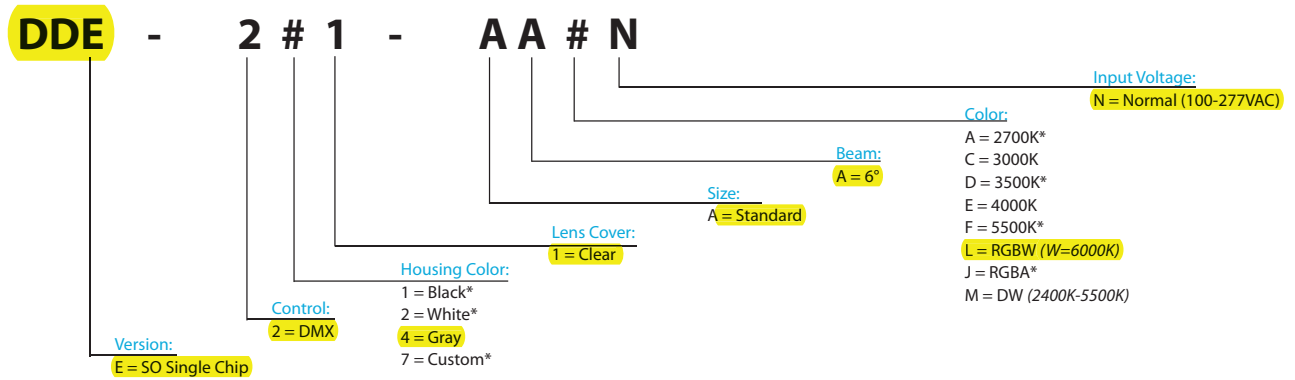 DDE - 2 # 1 - A A # N
Input Voltage:
N = Normal (100-277VAC)
Color:
A = 2700K*
C = 3000K
D = 3500K*
E = 4000K
F = 5500K*
L = RGBW (W=6000K)
J = RGBA*
M = DW (2400K-5500K)
Beam:
A = 6°
Size:
A = Standard
Lens Cover:
1 = Clear
Housing Color:
1 = Black*
2 = White*
4 = Gray
7 = Custom*
Control:
2 = DMX
Version:
E = SO Single Chip